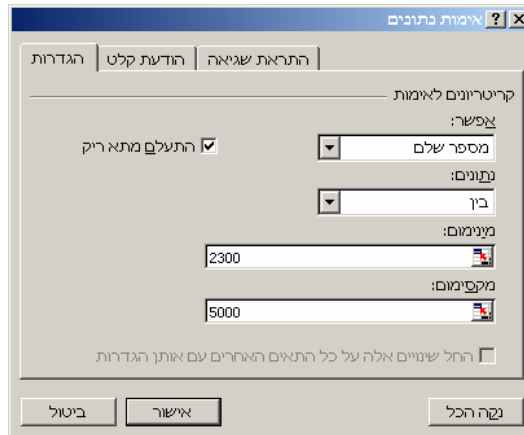 אימות נתונים
הגדרות
הודעת קלט
התראת שגיאה
קריטריונים לאימות
אפשר:
מספר שלם
התעלם מתא ריק
נתונים:
בין
מינימום:
2300
מקסימום:
5000
החל שינויים אלה על כל התאים האחרים עם אותן הגדרות
נקה הכל
אישור
ביטול